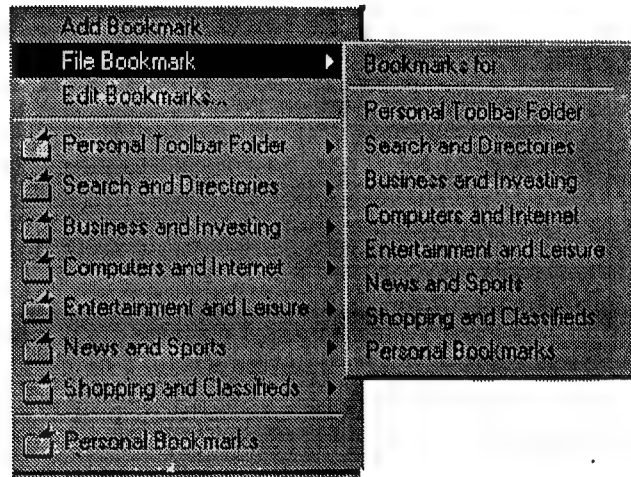 Add Bookmark
File Bookmark
Edit Bookmarks...
Personal Toolbar Folder
Search and Directories
Business and Investing
Computers and Internet
Entertainment and Leisure
News and Sports
Shopping and Classifieds
Personal Bookmarks
Bookmarks for
Personal Toolbar Folder
Search and Directories
Business and Investing
Computers and Internet
Entertainment and Leisure
News and Sports
Shopping and Classifieds
Personal Bookmarks